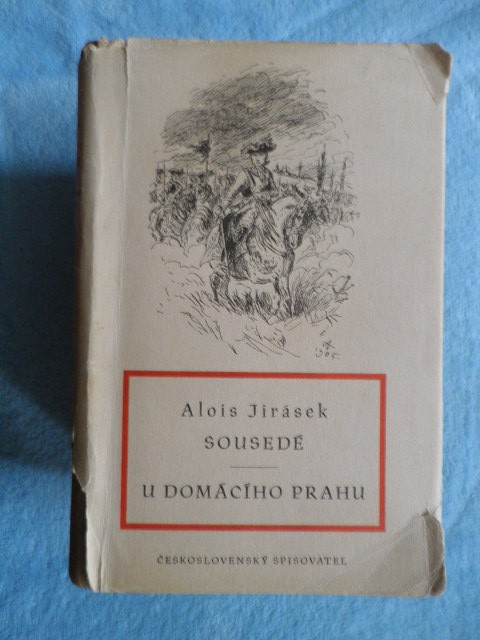 Alois Jirásek
SOUSEDÉ
U DOMÁCÍHO PRAHU
ČESKOSLOVENSKÝ SPISOVATEL